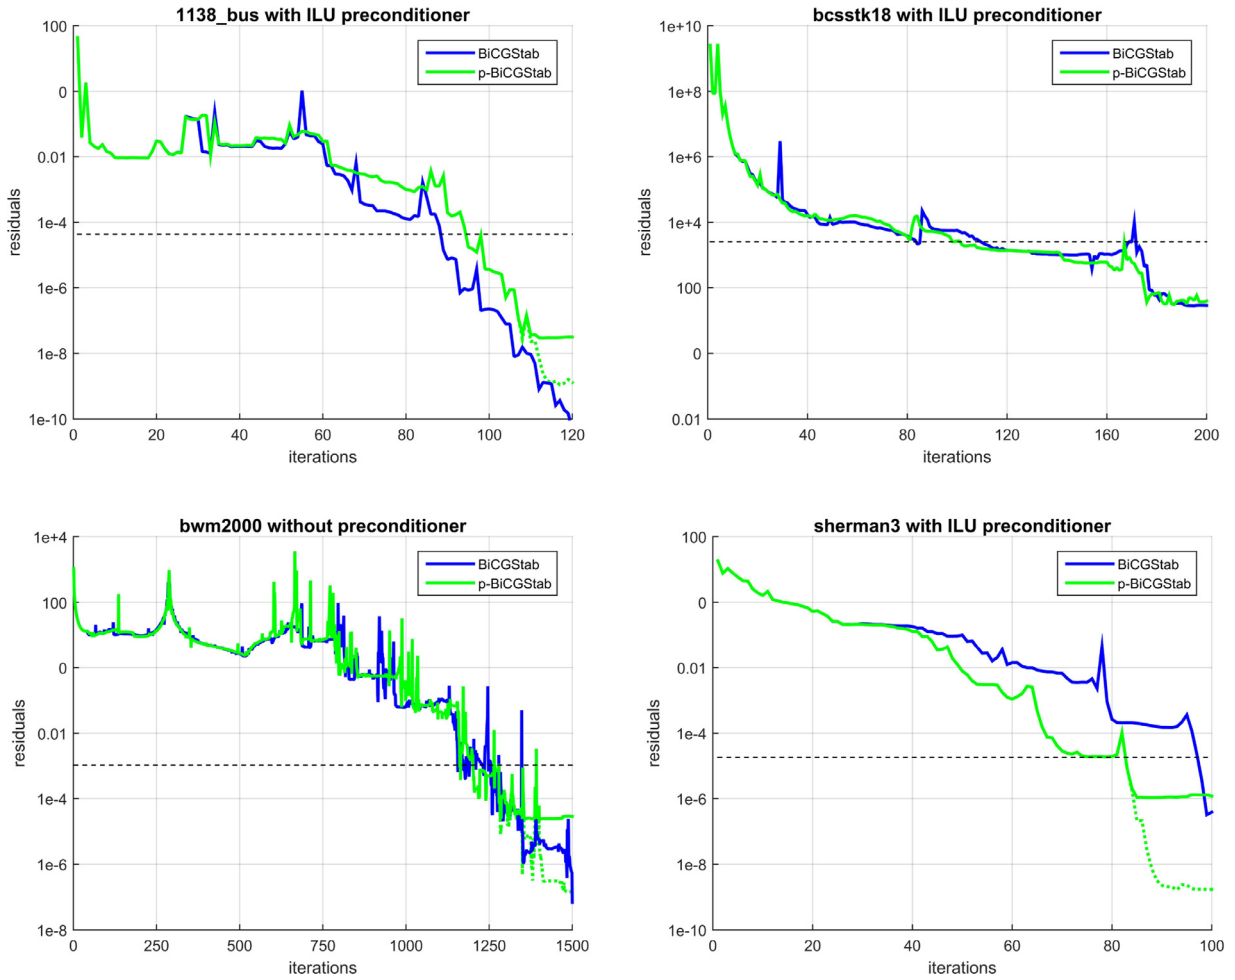 1138_bus with ILU preconditioner
100
0
0.01
1e-4
1e-6
1e-8
1e-10
residuals
BiCGStab
p-BiCGStab
0 20 40 60 80 100 120
iterations
bcsstk18 with ILU preconditioner
1e+10
1e+8
1e+6
1e+4
100
0
0.01
residuals
BiCGStab
p-BiCGStab
0 40 80 120 160 200
iterations
bwm2000 without preconditioner
1e+4
100
0
0.01
1e-4
1e-6
1e-8
residuals
BiCGStab
p-BiCGStab
0 250 500 750 1000 1250 1500
iterations
sherman3 with ILU preconditioner
100
0
0.01
1e-4
1e-6
1e-8
1e-10
residuals
BiCGStab
p-BiCGStab
0 20 40 60 80 100
iterations